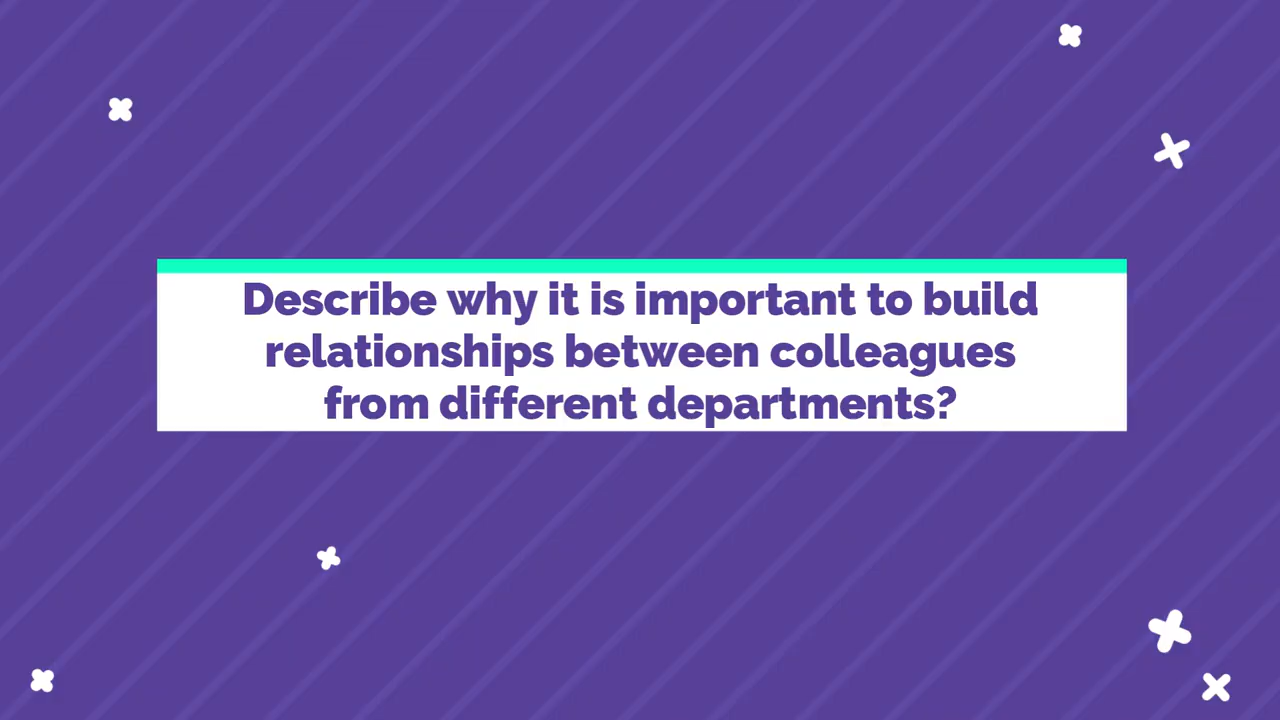 Describe why it is important to build
relationships between colleagues
from different departments?